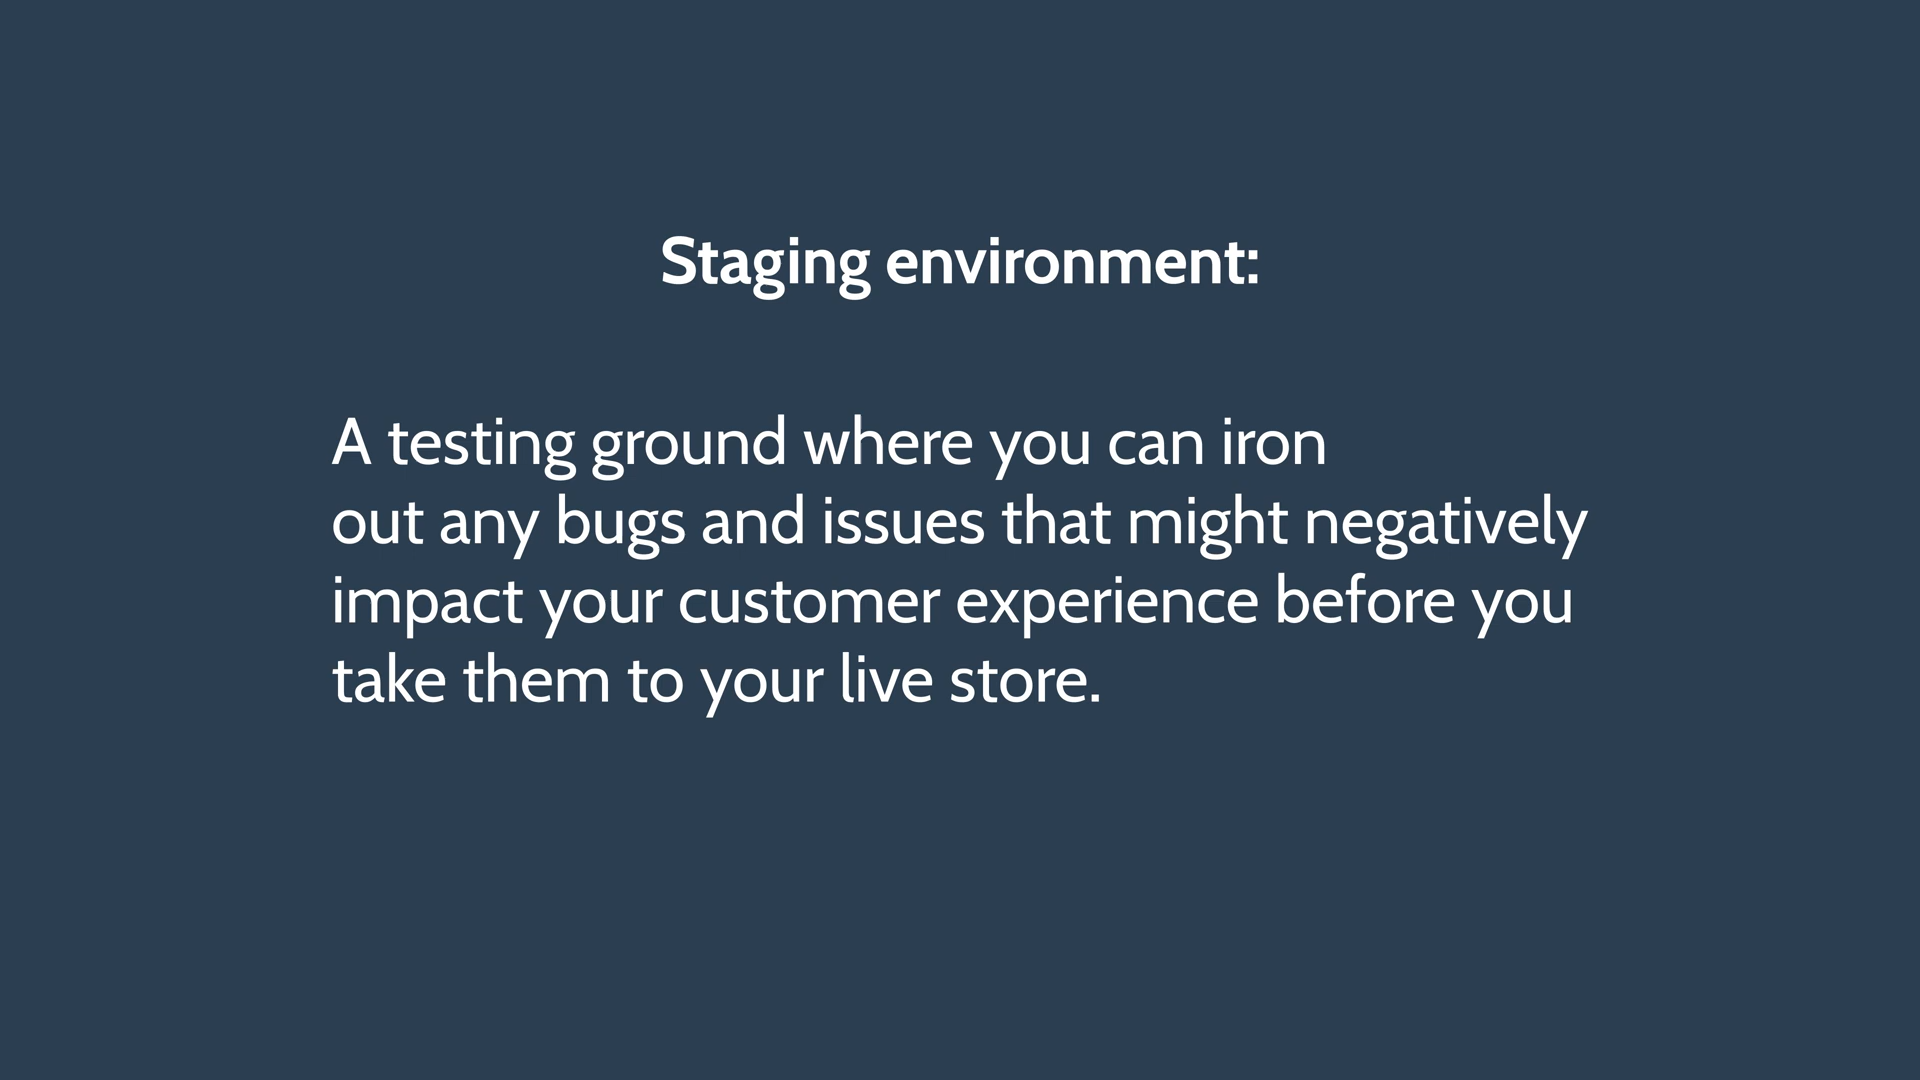 Staging environment:
A testing ground where you can iron
out any bugs and issues that might negatively
impact your customer experience before you
take them to your live store.